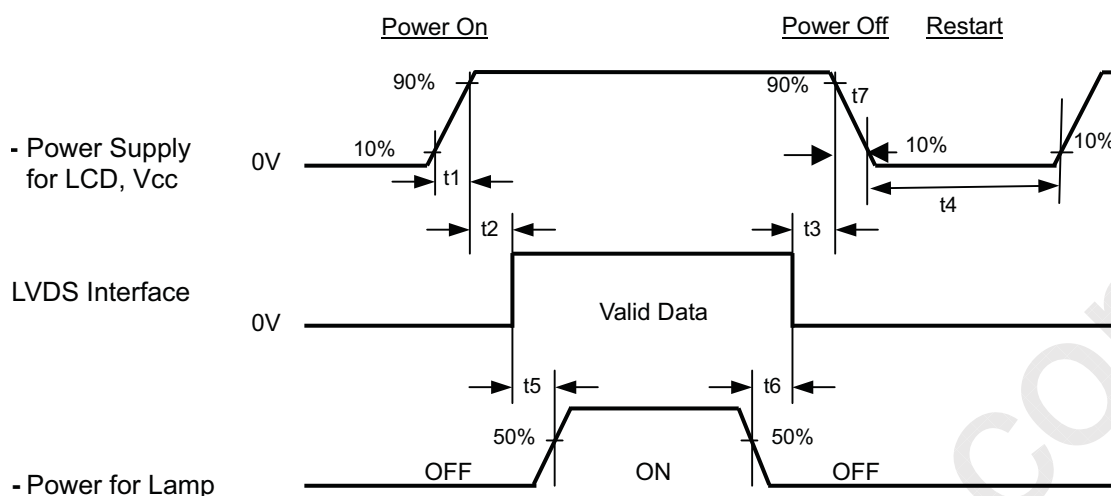 Power On
Power Off
Restart
90%
90%
t7
- Power Supply
for LCD, Vcc
0V
10%
10%
10%
t1
t4
t2
t3
LVDS Interface
0V
Valid Data
t5
t6
50%
50%
- Power for Lamp
OFF
ON
OFF
com